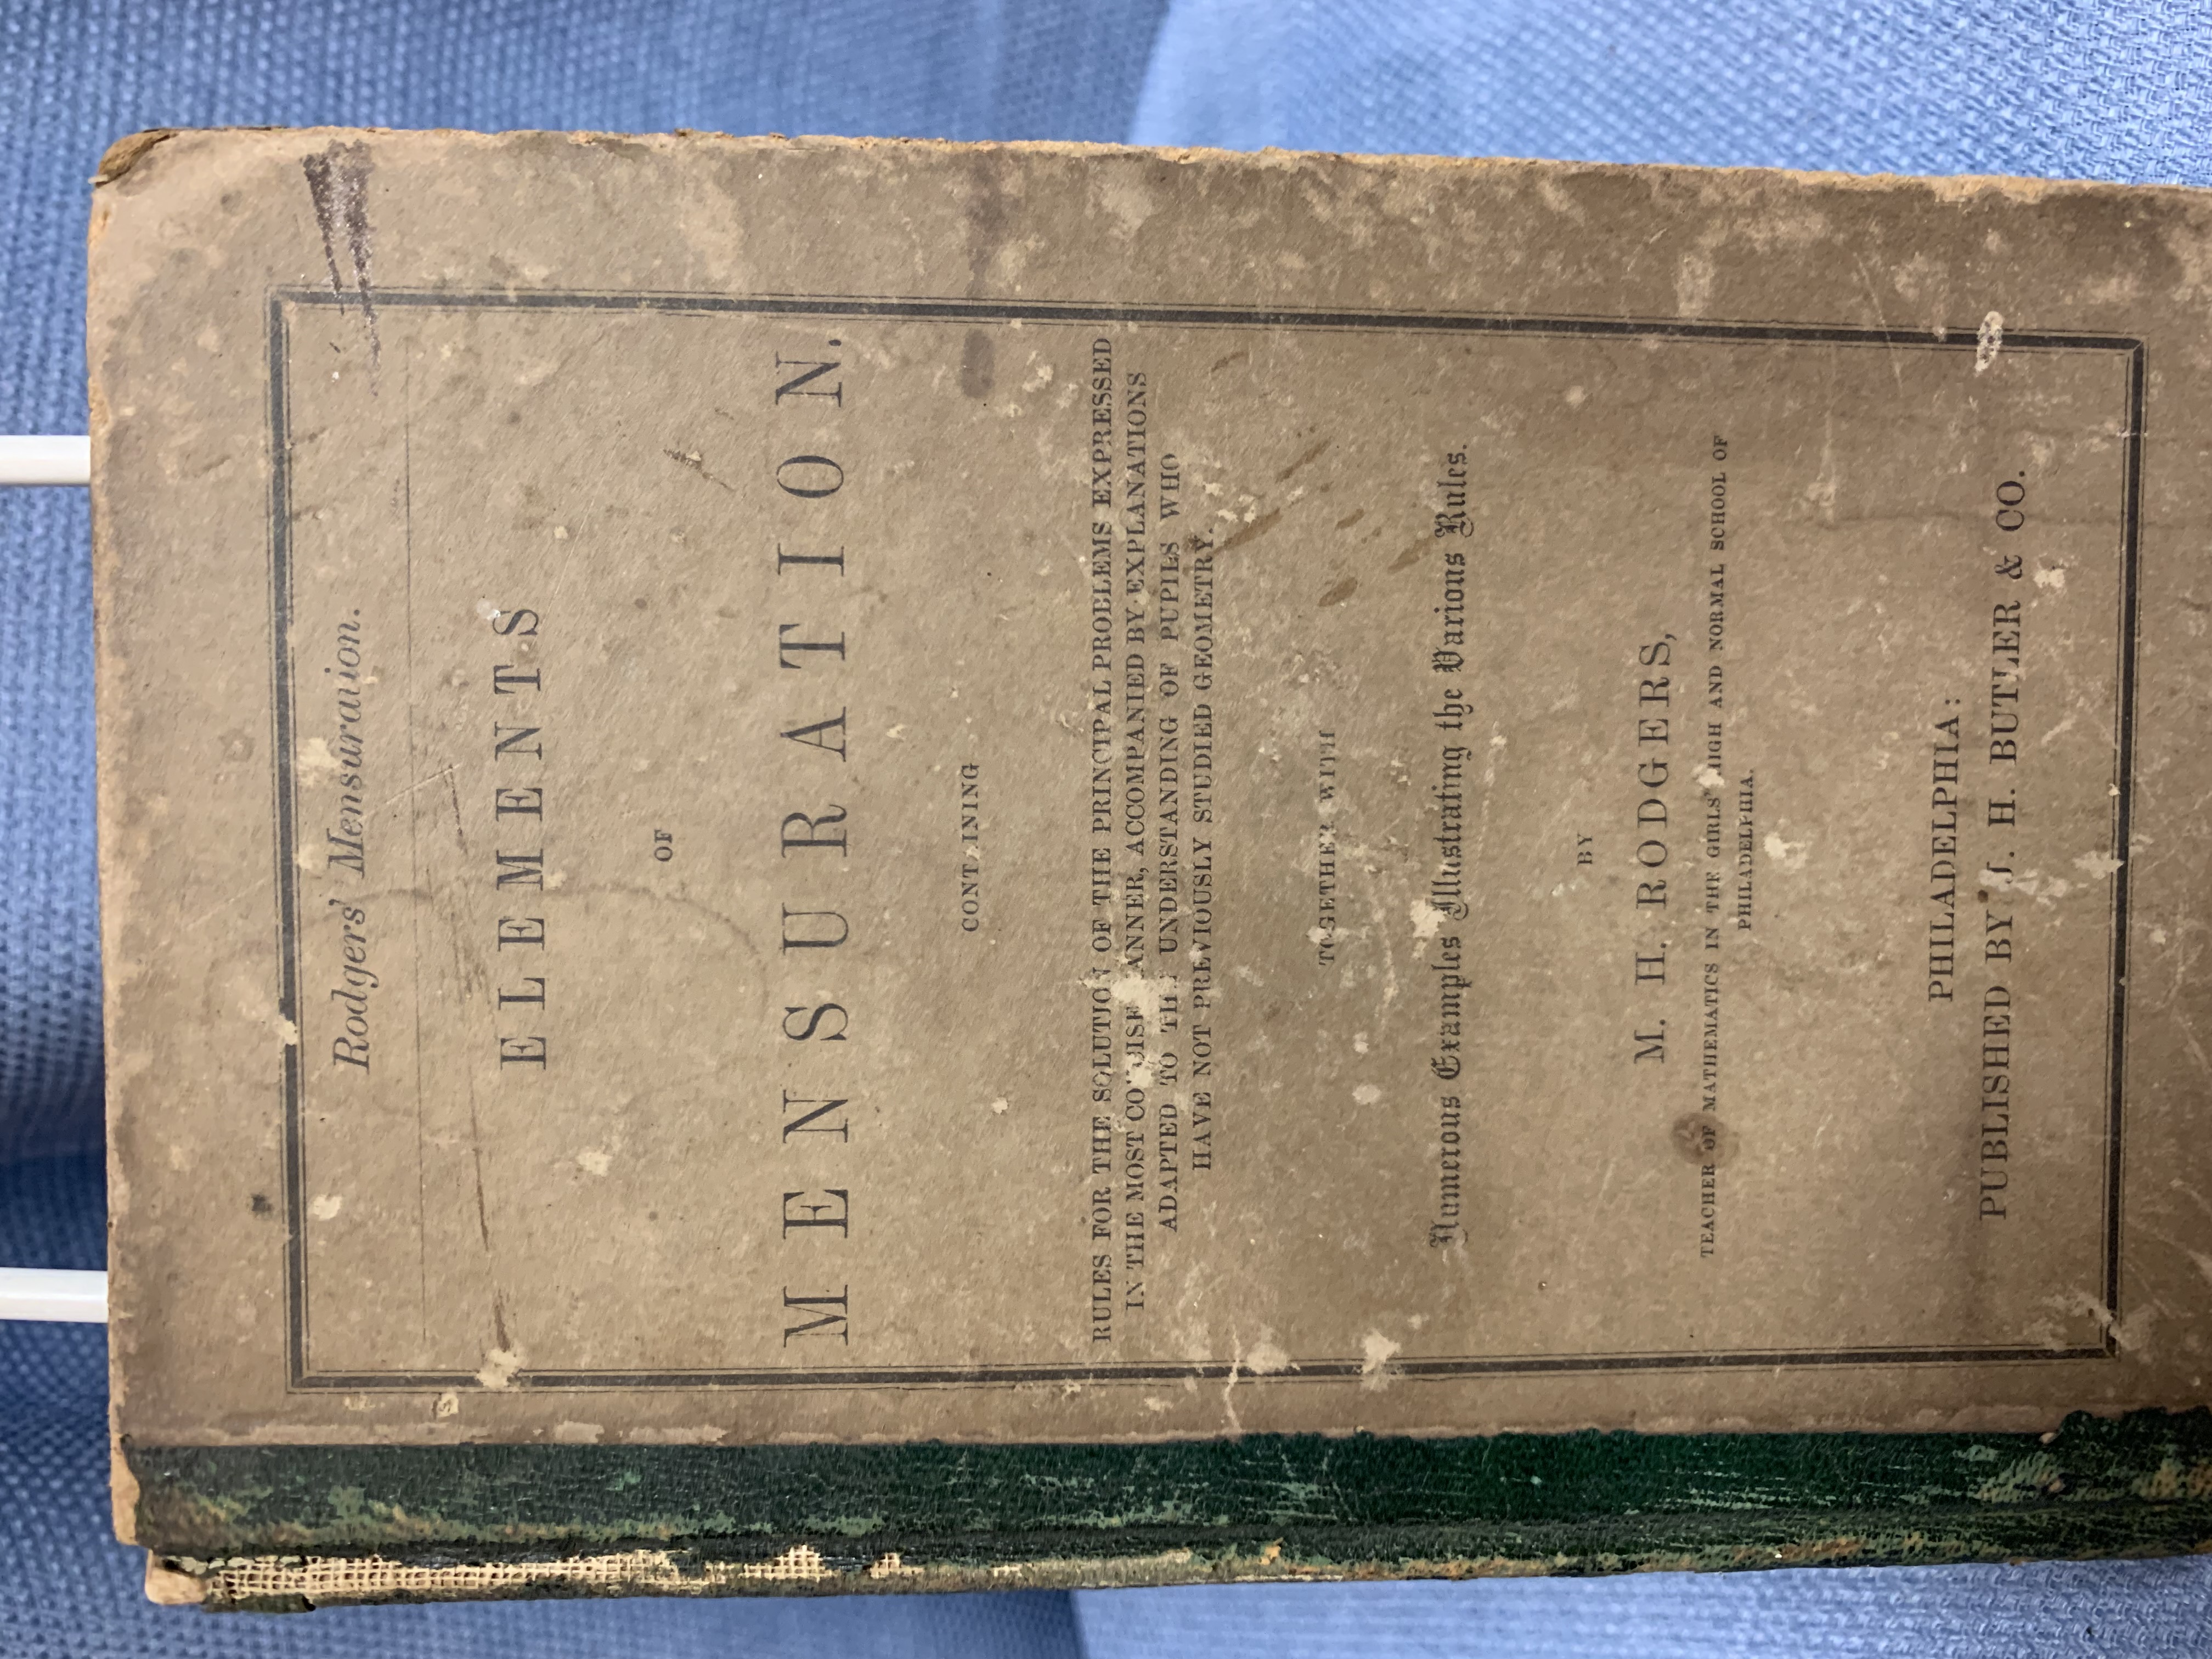 Rodgers' Mensuraion.
ELEMENTS
OF
MENSURATION.
CONTAINING
RULES FOR THE SOLUTION OF THE PRINCIPAL PROBLEMS EXPRESSED
IN THE MOST CONCISE MANNER, ACCOMPANIED BY EXPLANATIONS
ADAPTED TO THE UNDERSTANDING OF PUPILS WHO
HAVE NOT PREVIOUSLY STUDIED GEOMETRY.
TOGETHER WITH
Numerous Examples Illustrating the Various Rules.
BY
M. H. RODGERS,
TEACHER OF MATHEMATICS IN THE GIRLS' HIGH AND NORMAL SCHOOL OF
PHILADELPHIA.
PHILADELPHIA:
PUBLISHED BY J. H. BUTLER & CO.